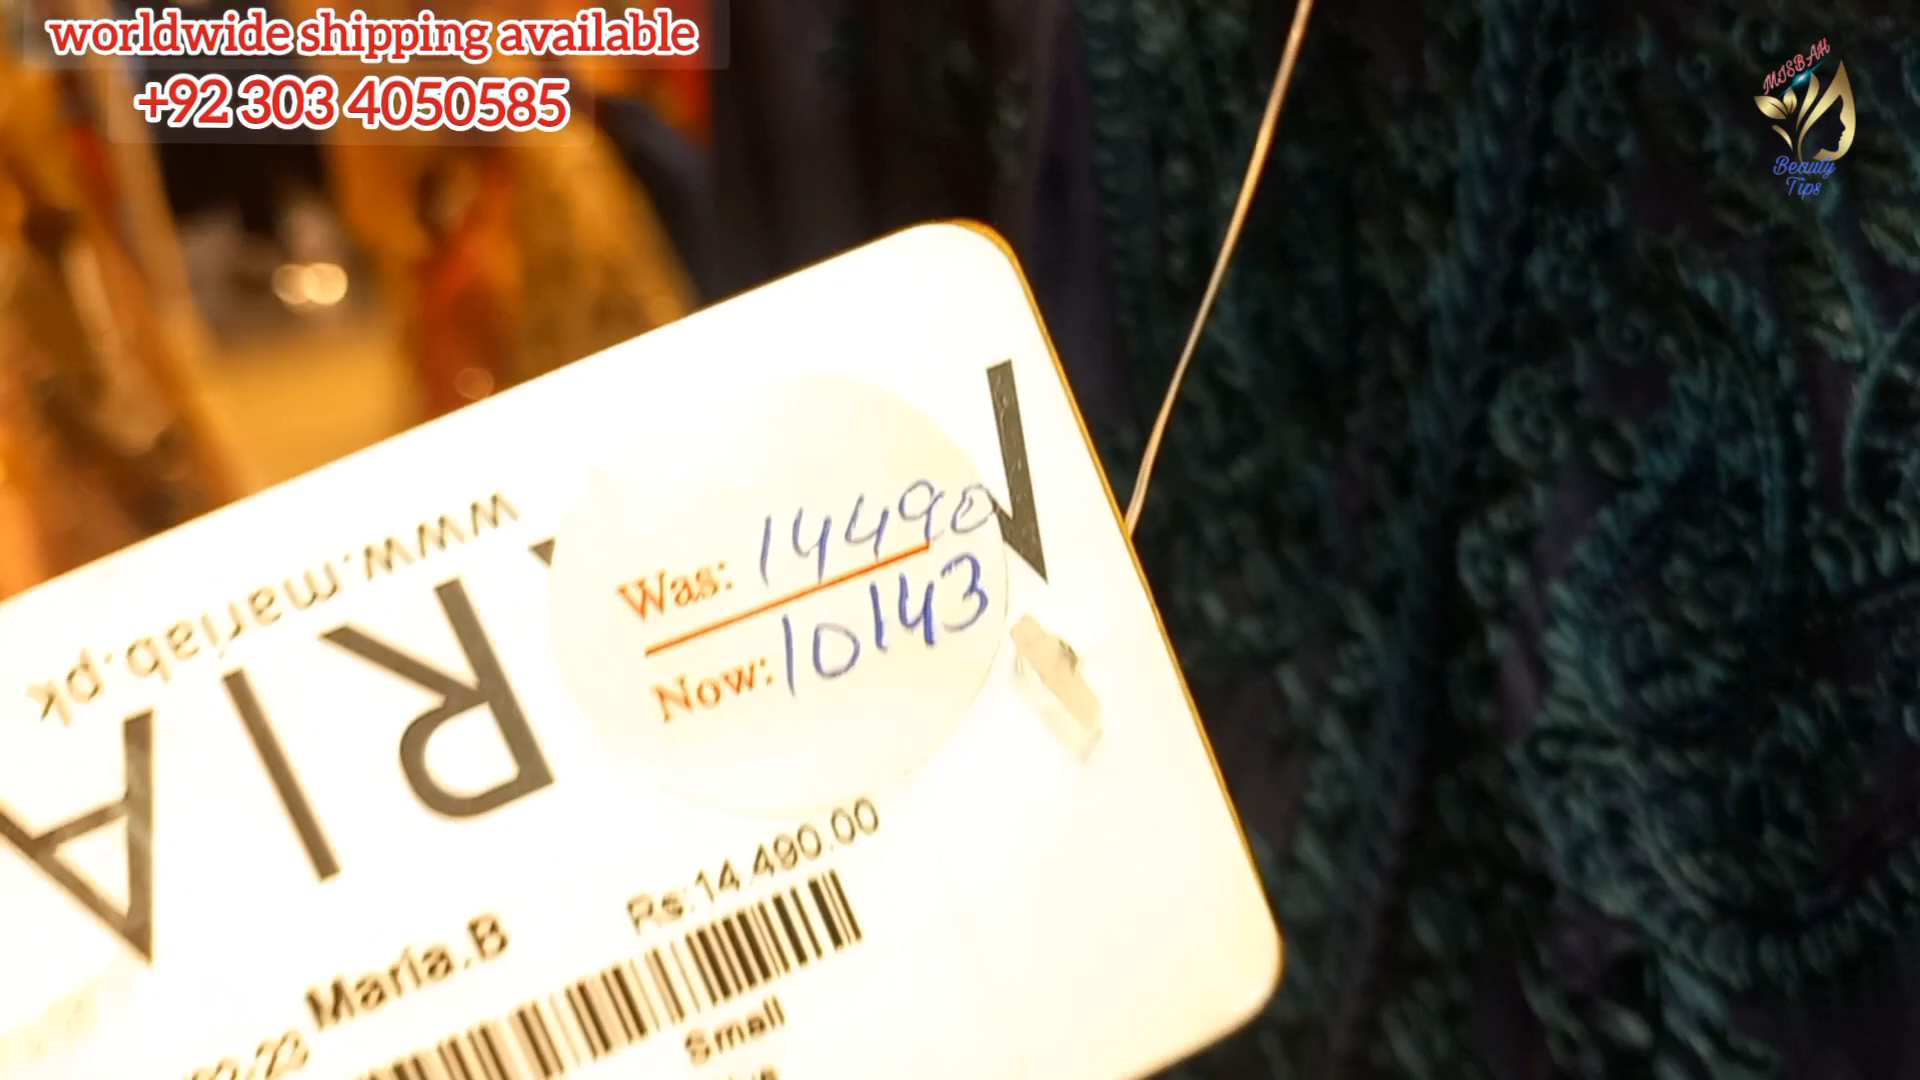 worldwide shipping available
+92 303 4050585
MISBAH
Beauty
Tips
www.mariab.pk
RIA
Was: 14490
Now: 10143
Rs:14,490.00
Maria.B
Small